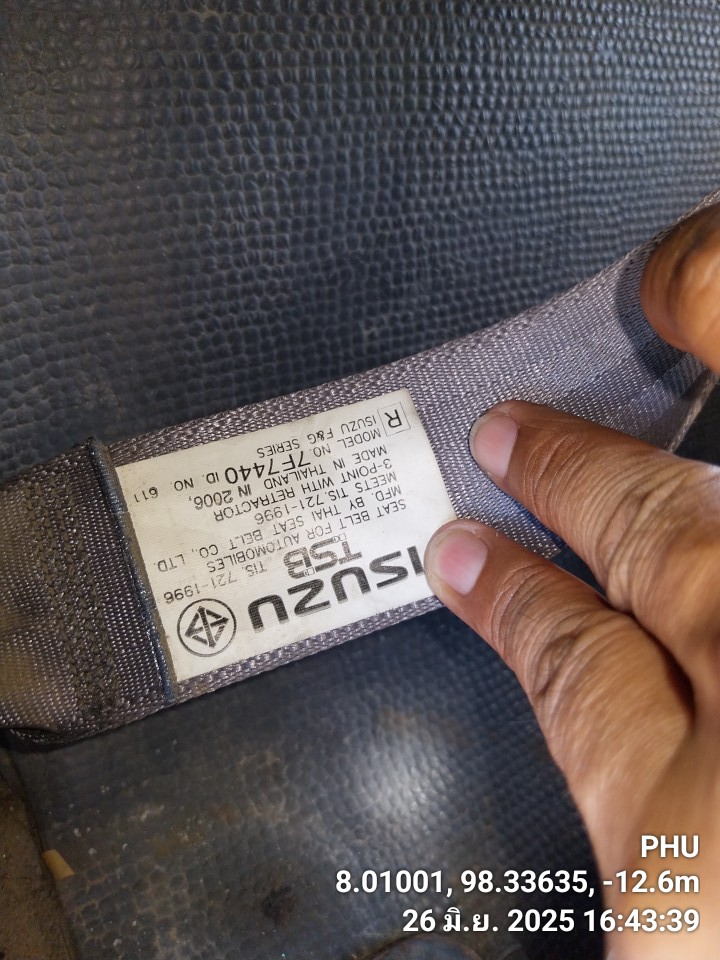 ISUZU
TSB
TIS. 721-1996
SEAT BELT FOR AUTOMOBILES
MFD. BY THAI SEAT BELT CO., LTD
MEETS TIS. 721-1996
3-POINT WITH RETRACTOR
MADE IN THAILAND IN 2006,
MODEL NO. 7F7440 ID. NO. 611
ISUZU F&G SERIES
R
PHU
8.01001, 98.33635, -12.6m
26 มิ.ย. 2025 16:43:39